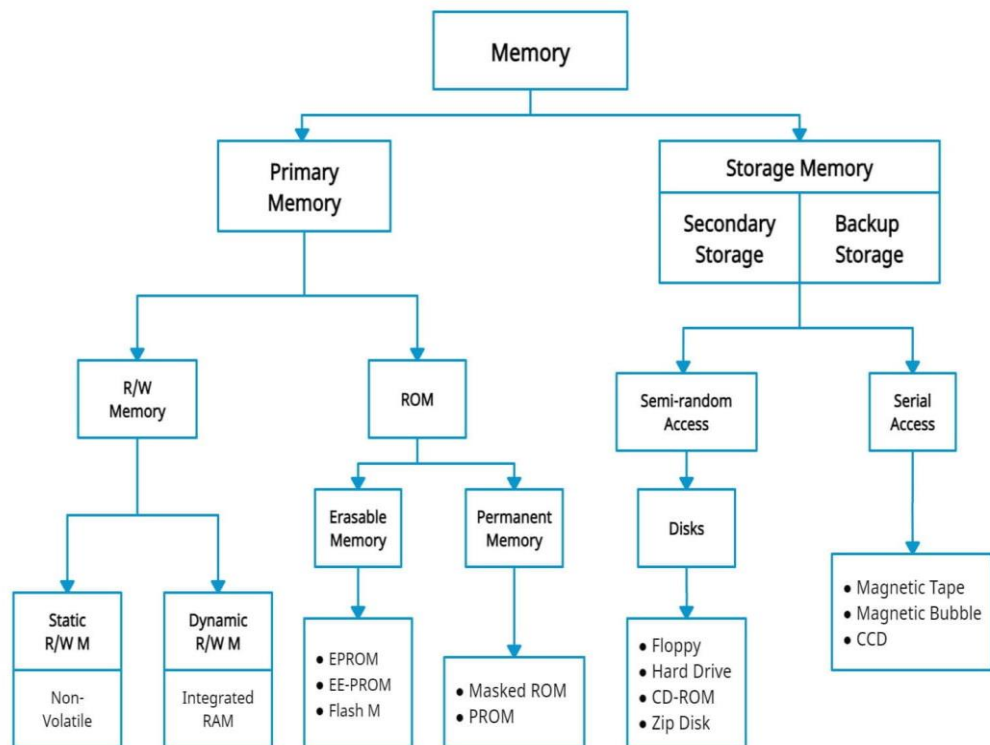 Memory
Primary
Memory
Storage Memory
Secondary
Storage
Backup
Storage
R/W
Memory
ROM
Semi-random
Access
Serial
Access
Erasable
Memory
Permanent
Memory
Disks
Static
R/W M
Non-
Volatile
Dynamic
R/W M
Integrated
RAM
● EPROM
● EE-PROM
● Flash M
● Masked ROM
● PROM
● Floppy
● Hard Drive
● CD-ROM
● Zip Disk
● Magnetic Tape
● Magnetic Bubble
● CCD